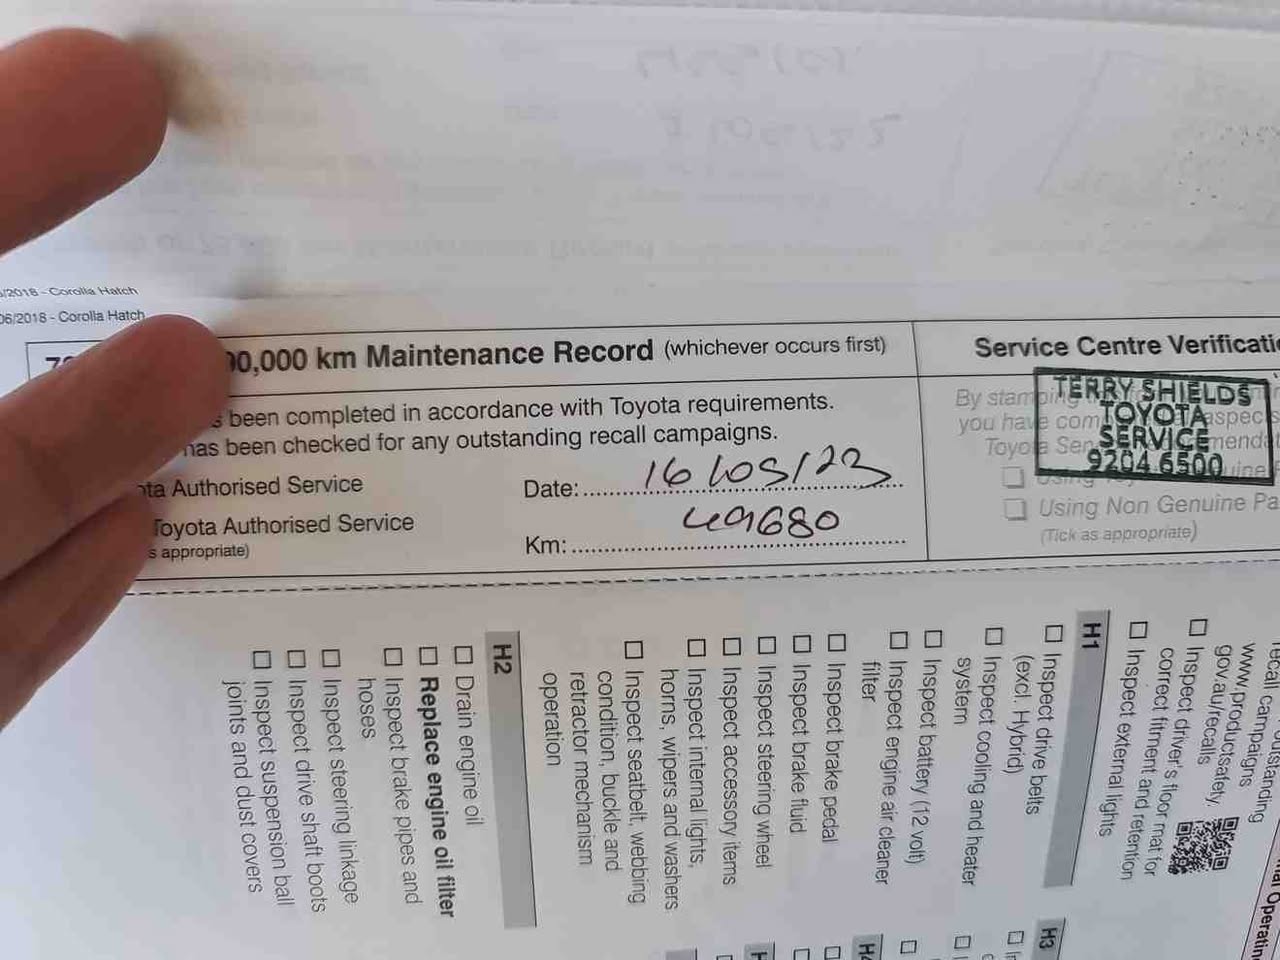 /2018 - Corolla Hatch
06/2018 - Corolla Hatch
00,000 km Maintenance Record (whichever occurs first)
been completed in accordance with Toyota requirements.
has been checked for any outstanding recall campaigns.
Authorised Service
Toyota Authorised Service
s appropriate)
Date: 16/05/23
Km: 49680
Service Centre Verificati
By stamping
you have com aspec
Toyota Ser menda
TERRY SHIELDS
TOYOTA
SERVICE
9204 6500
Using Genuine P
Using Non Genuine Pa
(Tick as appropriate)
recall campaigns
www.productsafety.
gov.au/recalls
Inspect driver's floor mat for
correct fitment and retention
Inspect external lights
H1
Inspect drive belts
(excl. Hybrid)
Inspect cooling and heater
system
Inspect battery (12 volt)
Inspect engine air cleaner
filter
Inspect brake pedal
Inspect brake fluid
Inspect steering wheel
Inspect accessory items
Inspect internal lights,
horns, wipers and washers
Inspect seatbelt, webbing
condition, buckle and
retractor mechanism
operation
H2
Drain engine oil
Replace engine oil filter
Inspect brake pipes and
hoses
Inspect steering linkage
Inspect drive shaft boots
Inspect suspension ball
joints and dust covers
H3